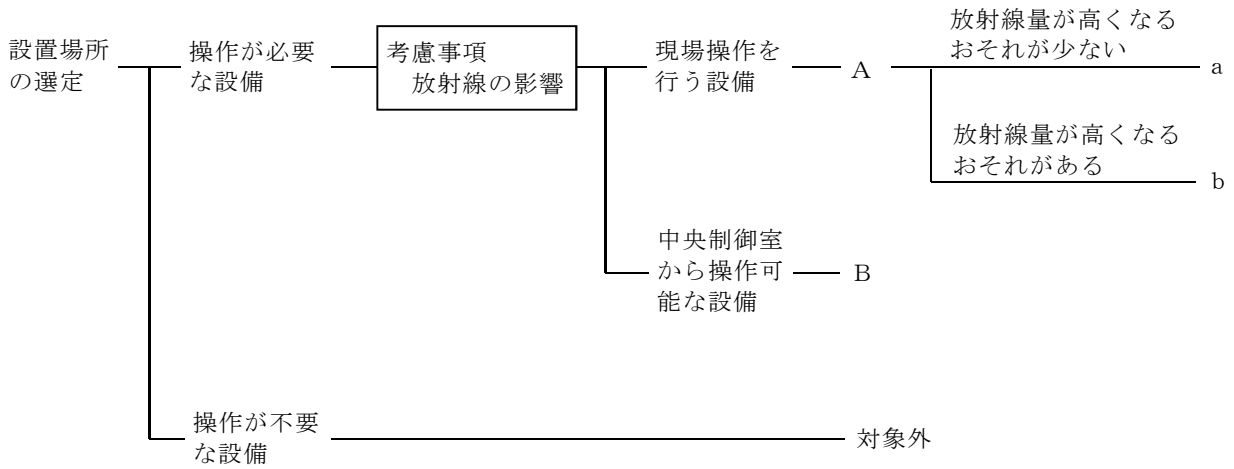 設置場所
の選定
操作が必要
な設備
考慮事項
放射線の影響
現場操作を
行う設備
A
放射線量が高くなる
おそれが少ない
a
放射線量が高くなる
おそれがある
b
中央制御室
から操作可
能な設備
B
操作が不要
な設備
対象外